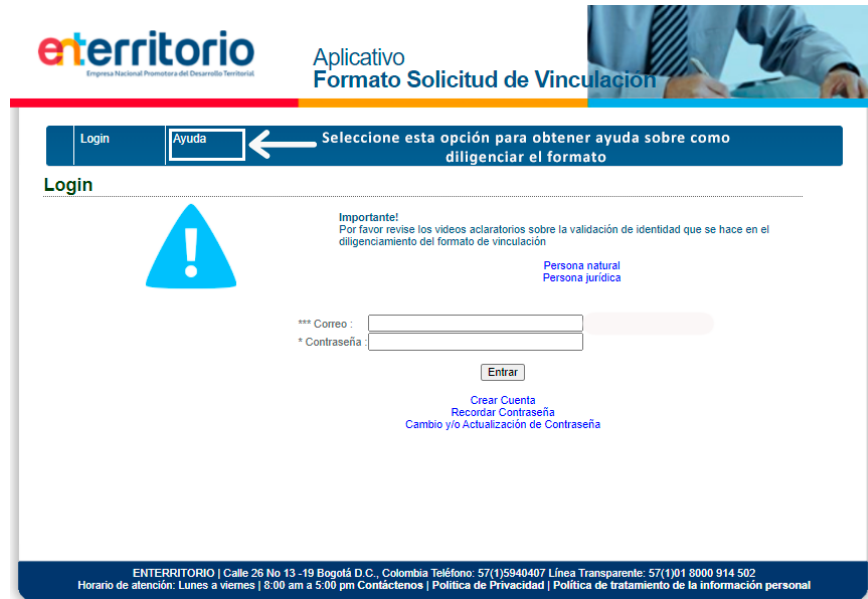 enterritorio
Empresa Nacional Promotora del Desarrollo Territorial
Aplicativo
Formato Solicitud de Vinculación
Login
Ayuda
Seleccione esta opción para obtener ayuda sobre como
diligenciar el formato
Login
!
Importante!
Por favor revise los videos aclaratorios sobre la validación de identidad que se hace en el
diligenciamiento del formato de vinculación
Persona natural
Persona jurídica
*** Correo :
* Contraseña :
Entrar
Crear Cuenta
Recordar Contraseña
Cambio y/o Actualización de Contraseña
ENTERRITORIO | Calle 26 No 13 -19 Bogotá D.C., Colombia Teléfono: 57(1)5940407 Línea Transparente: 57(1)01 8000 914 502
Horario de atención: Lunes a viernes | 8:00 am a 5:00 pm Contáctenos | Politica de Privacidad | Política de tratamiento de la información personal